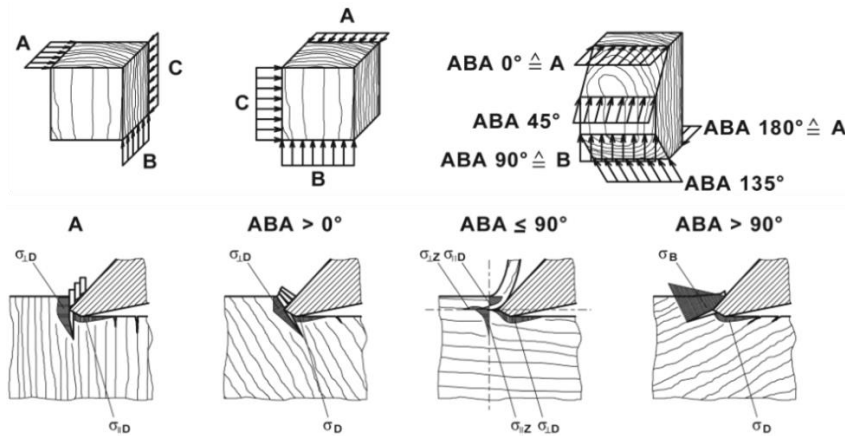 A
C
B
A
C
B
ABA 0° ≙ A
ABA 45°
ABA 90° ≙ B
ABA 180° ≙ A
ABA 135°
A
ABA > 0°
ABA ≤ 90°
ABA > 90°
σ⊥D
σ∥D
σ⊥D
σD
σ⊥Z σ∥D
σ∥Z σ⊥D
σB
σD